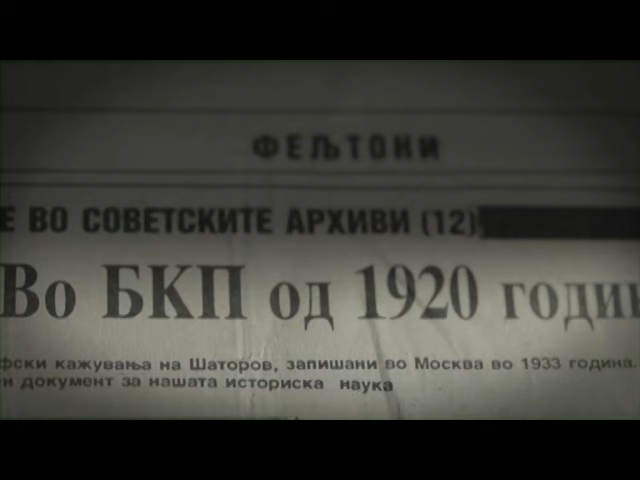 ФЕЉТОНИ
Е ВО СОВЕТСКИТЕ АРХИВИ (12)
Во БКП од 1920 годин
фски кажувања на Шаторов, запишани во Москва во 1933 година.
н документ за нашата историска наука